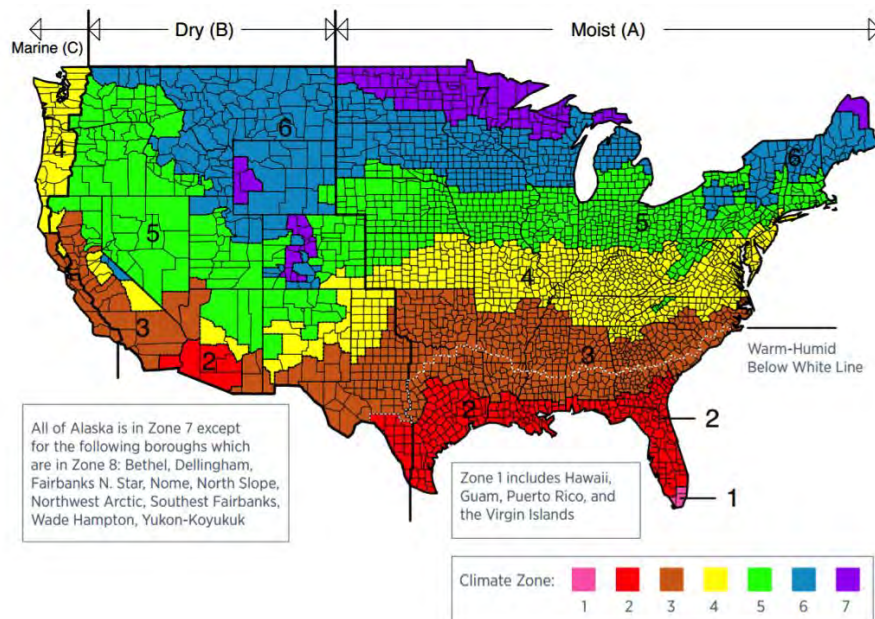 Marine (C)
Dry (B)
Moist (A)
7
6
6
4
5
5
4
3
3
2
2
2
1
Warm-Humid
Below White Line
All of Alaska is in Zone 7 except
for the following boroughs which
are in Zone 8: Bethel, Dellingham,
Fairbanks N. Star, Nome, North Slope,
Northwest Arctic, Southest Fairbanks,
Wade Hampton, Yukon-Koyukuk
Zone 1 includes Hawaii,
Guam, Puerto Rico, and
the Virgin Islands
Climate Zone:
1 2 3 4 5 6 7